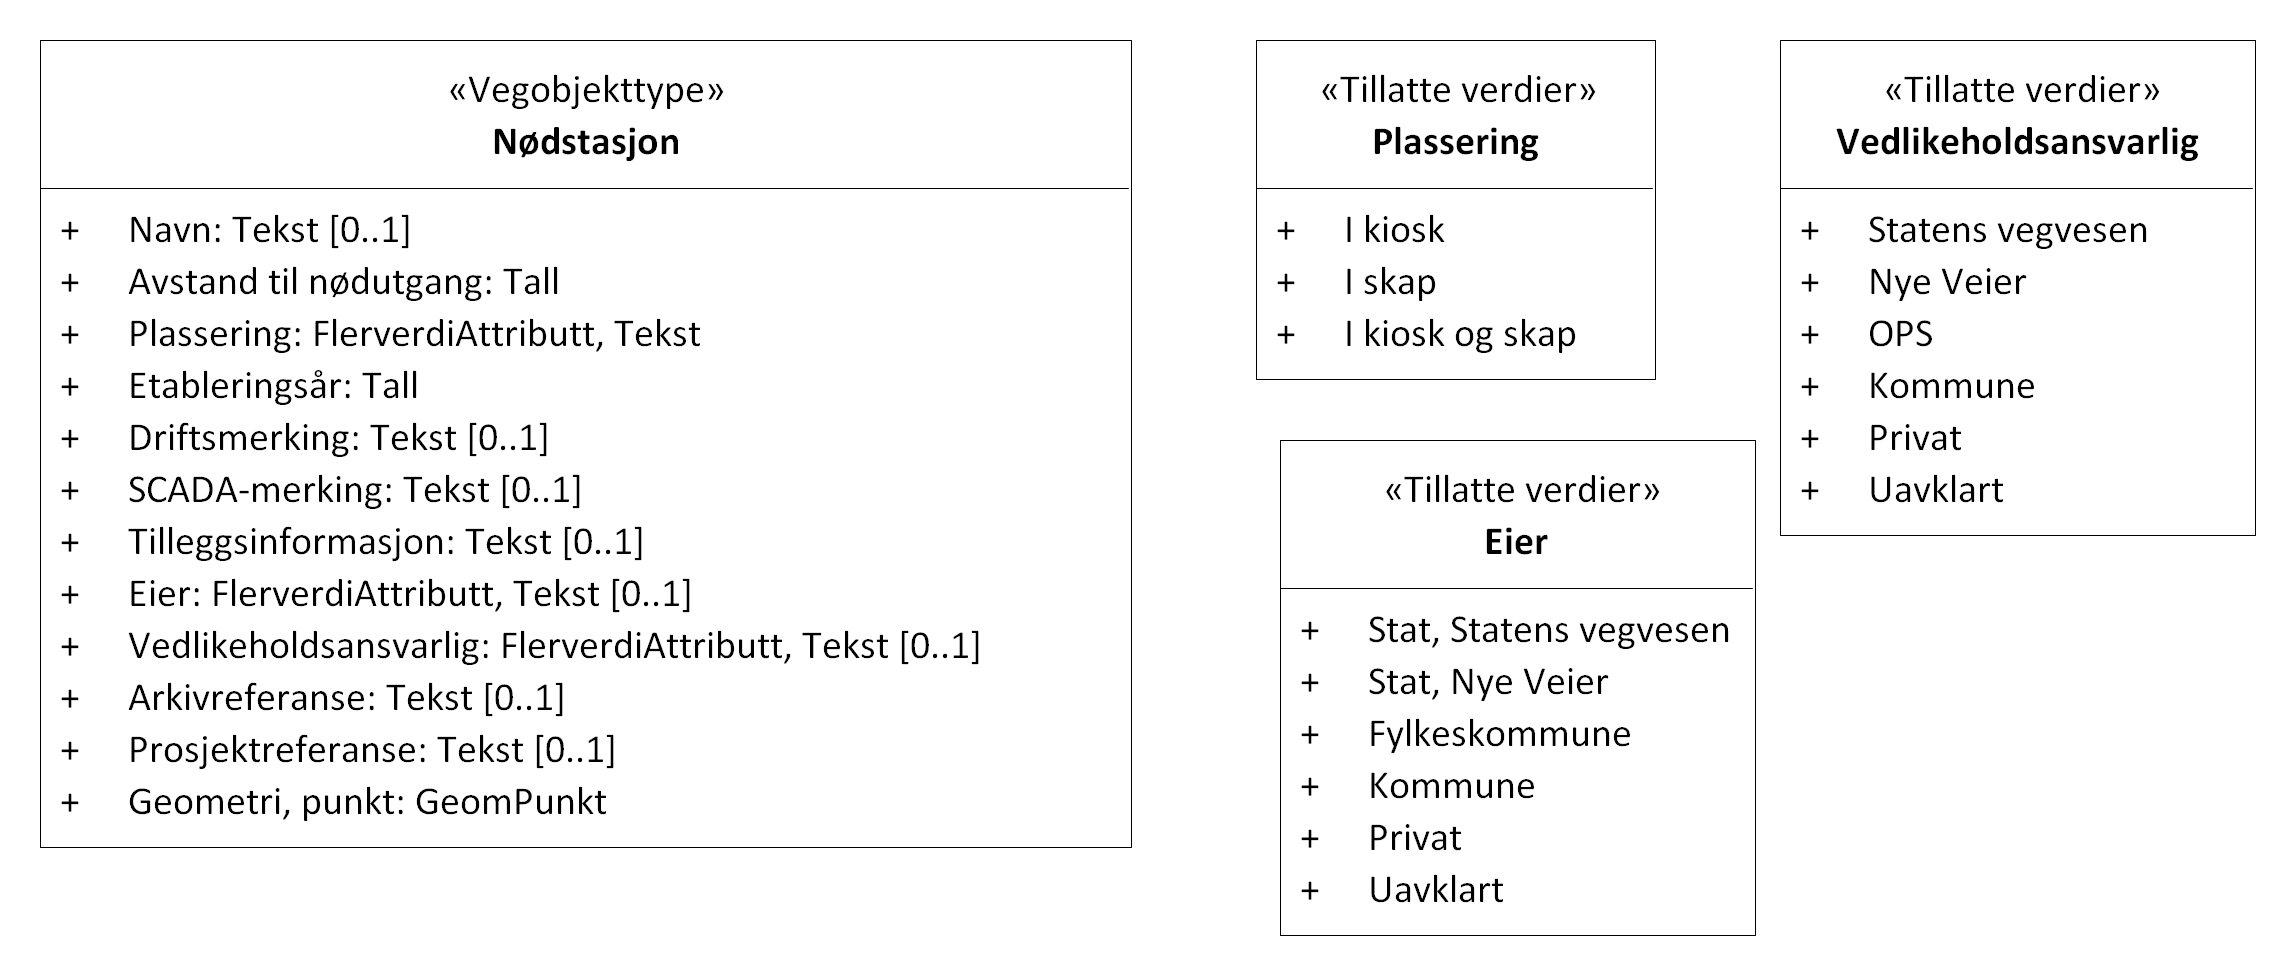 «Vegobjekttype»
Nødstasjon
+ Navn: Tekst [0..1]
+ Avstand til nødutgang: Tall
+ Plassering: FlerverdiAttributt, Tekst
+ Etableringsår: Tall
+ Driftsmerking: Tekst [0..1]
+ SCADA-merking: Tekst [0..1]
+ Tilleggsinformasjon: Tekst [0..1]
+ Eier: FlerverdiAttributt, Tekst [0..1]
+ Vedlikeholdsansvarlig: FlerverdiAttributt, Tekst [0..1]
+ Arkivreferanse: Tekst [0..1]
+ Prosjektreferanse: Tekst [0..1]
+ Geometri, punkt: GeomPunkt
«Tillatte verdier»
Plassering
+ I kiosk
+ I skap
+ I kiosk og skap
«Tillatte verdier»
Eier
+ Stat, Statens vegvesen
+ Stat, Nye Veier
+ Fylkeskommune
+ Kommune
+ Privat
+ Uavklart
«Tillatte verdier»
Vedlikeholdsansvarlig
+ Statens vegvesen
+ Nye Veier
+ OPS
+ Kommune
+ Privat
+ Uavklart